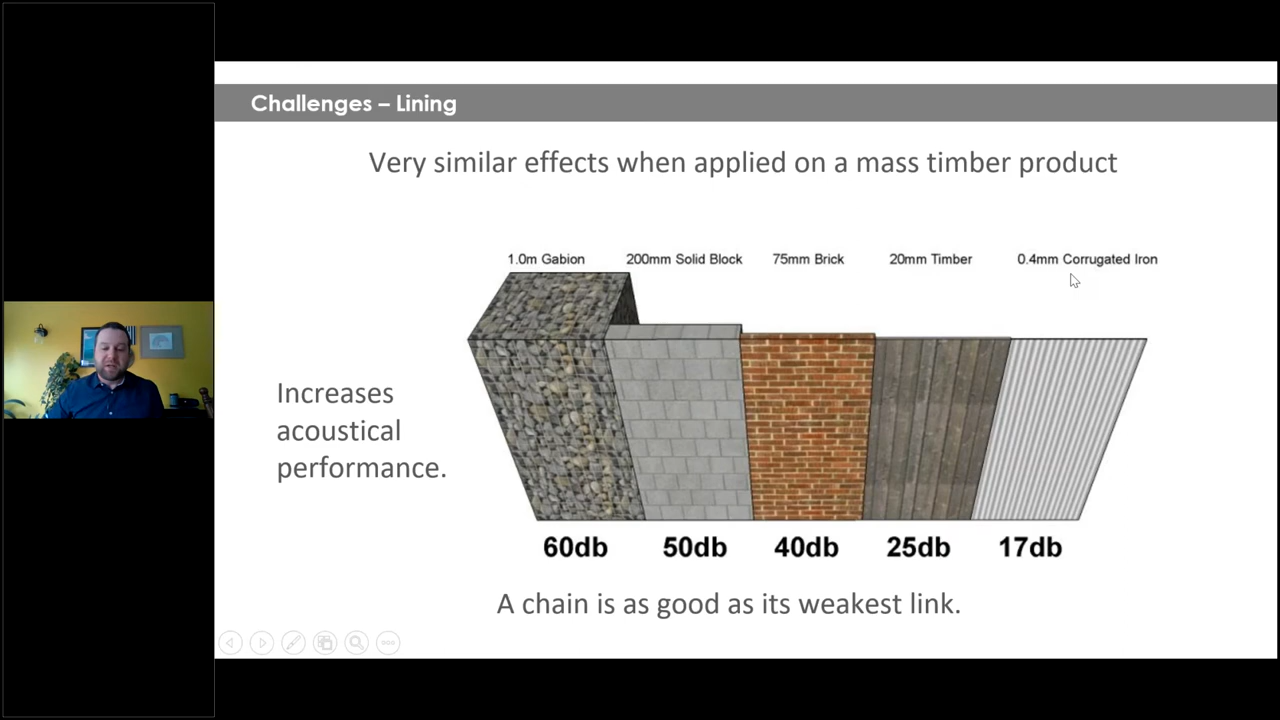 Challenges – Lining
Very similar effects when applied on a mass timber product
1.0m Gabion 200mm Solid Block 75mm Brick 20mm Timber 0.4mm Corrugated Iron
Increases
acoustical
performance.
60db 50db 40db 25db 17db
A chain is as good as its weakest link.